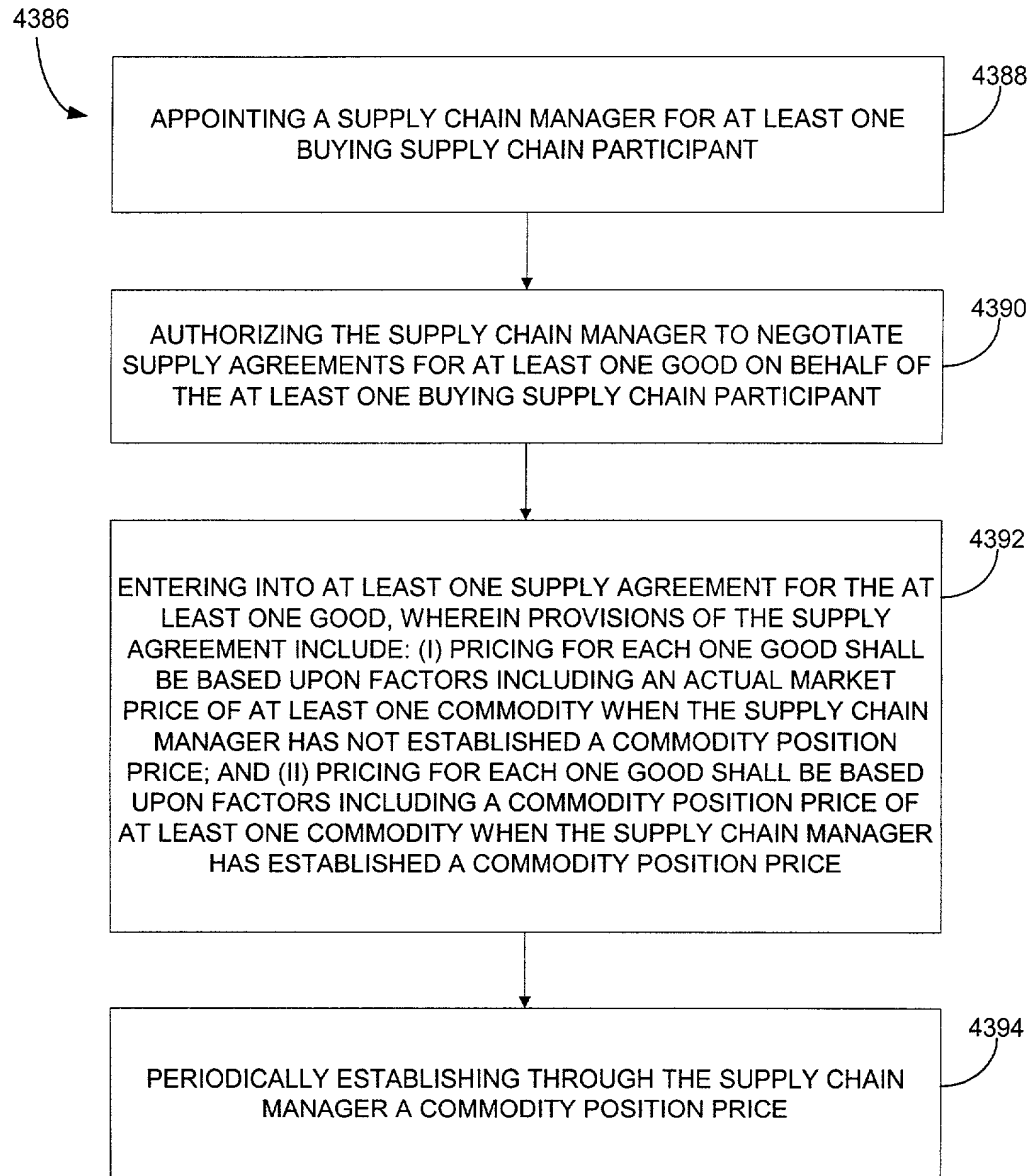 4386
4388
APPOINTING A SUPPLY CHAIN MANAGER FOR AT LEAST ONE
BUYING SUPPLY CHAIN PARTICIPANT
4390
AUTHORIZING THE SUPPLY CHAIN MANAGER TO NEGOTIATE
SUPPLY AGREEMENTS FOR AT LEAST ONE GOOD ON BEHALF OF
THE AT LEAST ONE BUYING SUPPLY CHAIN PARTICIPANT
4392
ENTERING INTO AT LEAST ONE SUPPLY AGREEMENT FOR THE AT
LEAST ONE GOOD, WHEREIN PROVISIONS OF THE SUPPLY
AGREEMENT INCLUDE: (I) PRICING FOR EACH ONE GOOD SHALL
BE BASED UPON FACTORS INCLUDING AN ACTUAL MARKET
PRICE OF AT LEAST ONE COMMODITY WHEN THE SUPPLY CHAIN
MANAGER HAS NOT ESTABLISHED A COMMODITY POSITION
PRICE; AND (II) PRICING FOR EACH ONE GOOD SHALL BE BASED
UPON FACTORS INCLUDING A COMMODITY POSITION PRICE OF
AT LEAST ONE COMMODITY WHEN THE SUPPLY CHAIN MANAGER
HAS ESTABLISHED A COMMODITY POSITION PRICE
4394
PERIODICALLY ESTABLISHING THROUGH THE SUPPLY CHAIN
MANAGER A COMMODITY POSITION PRICE